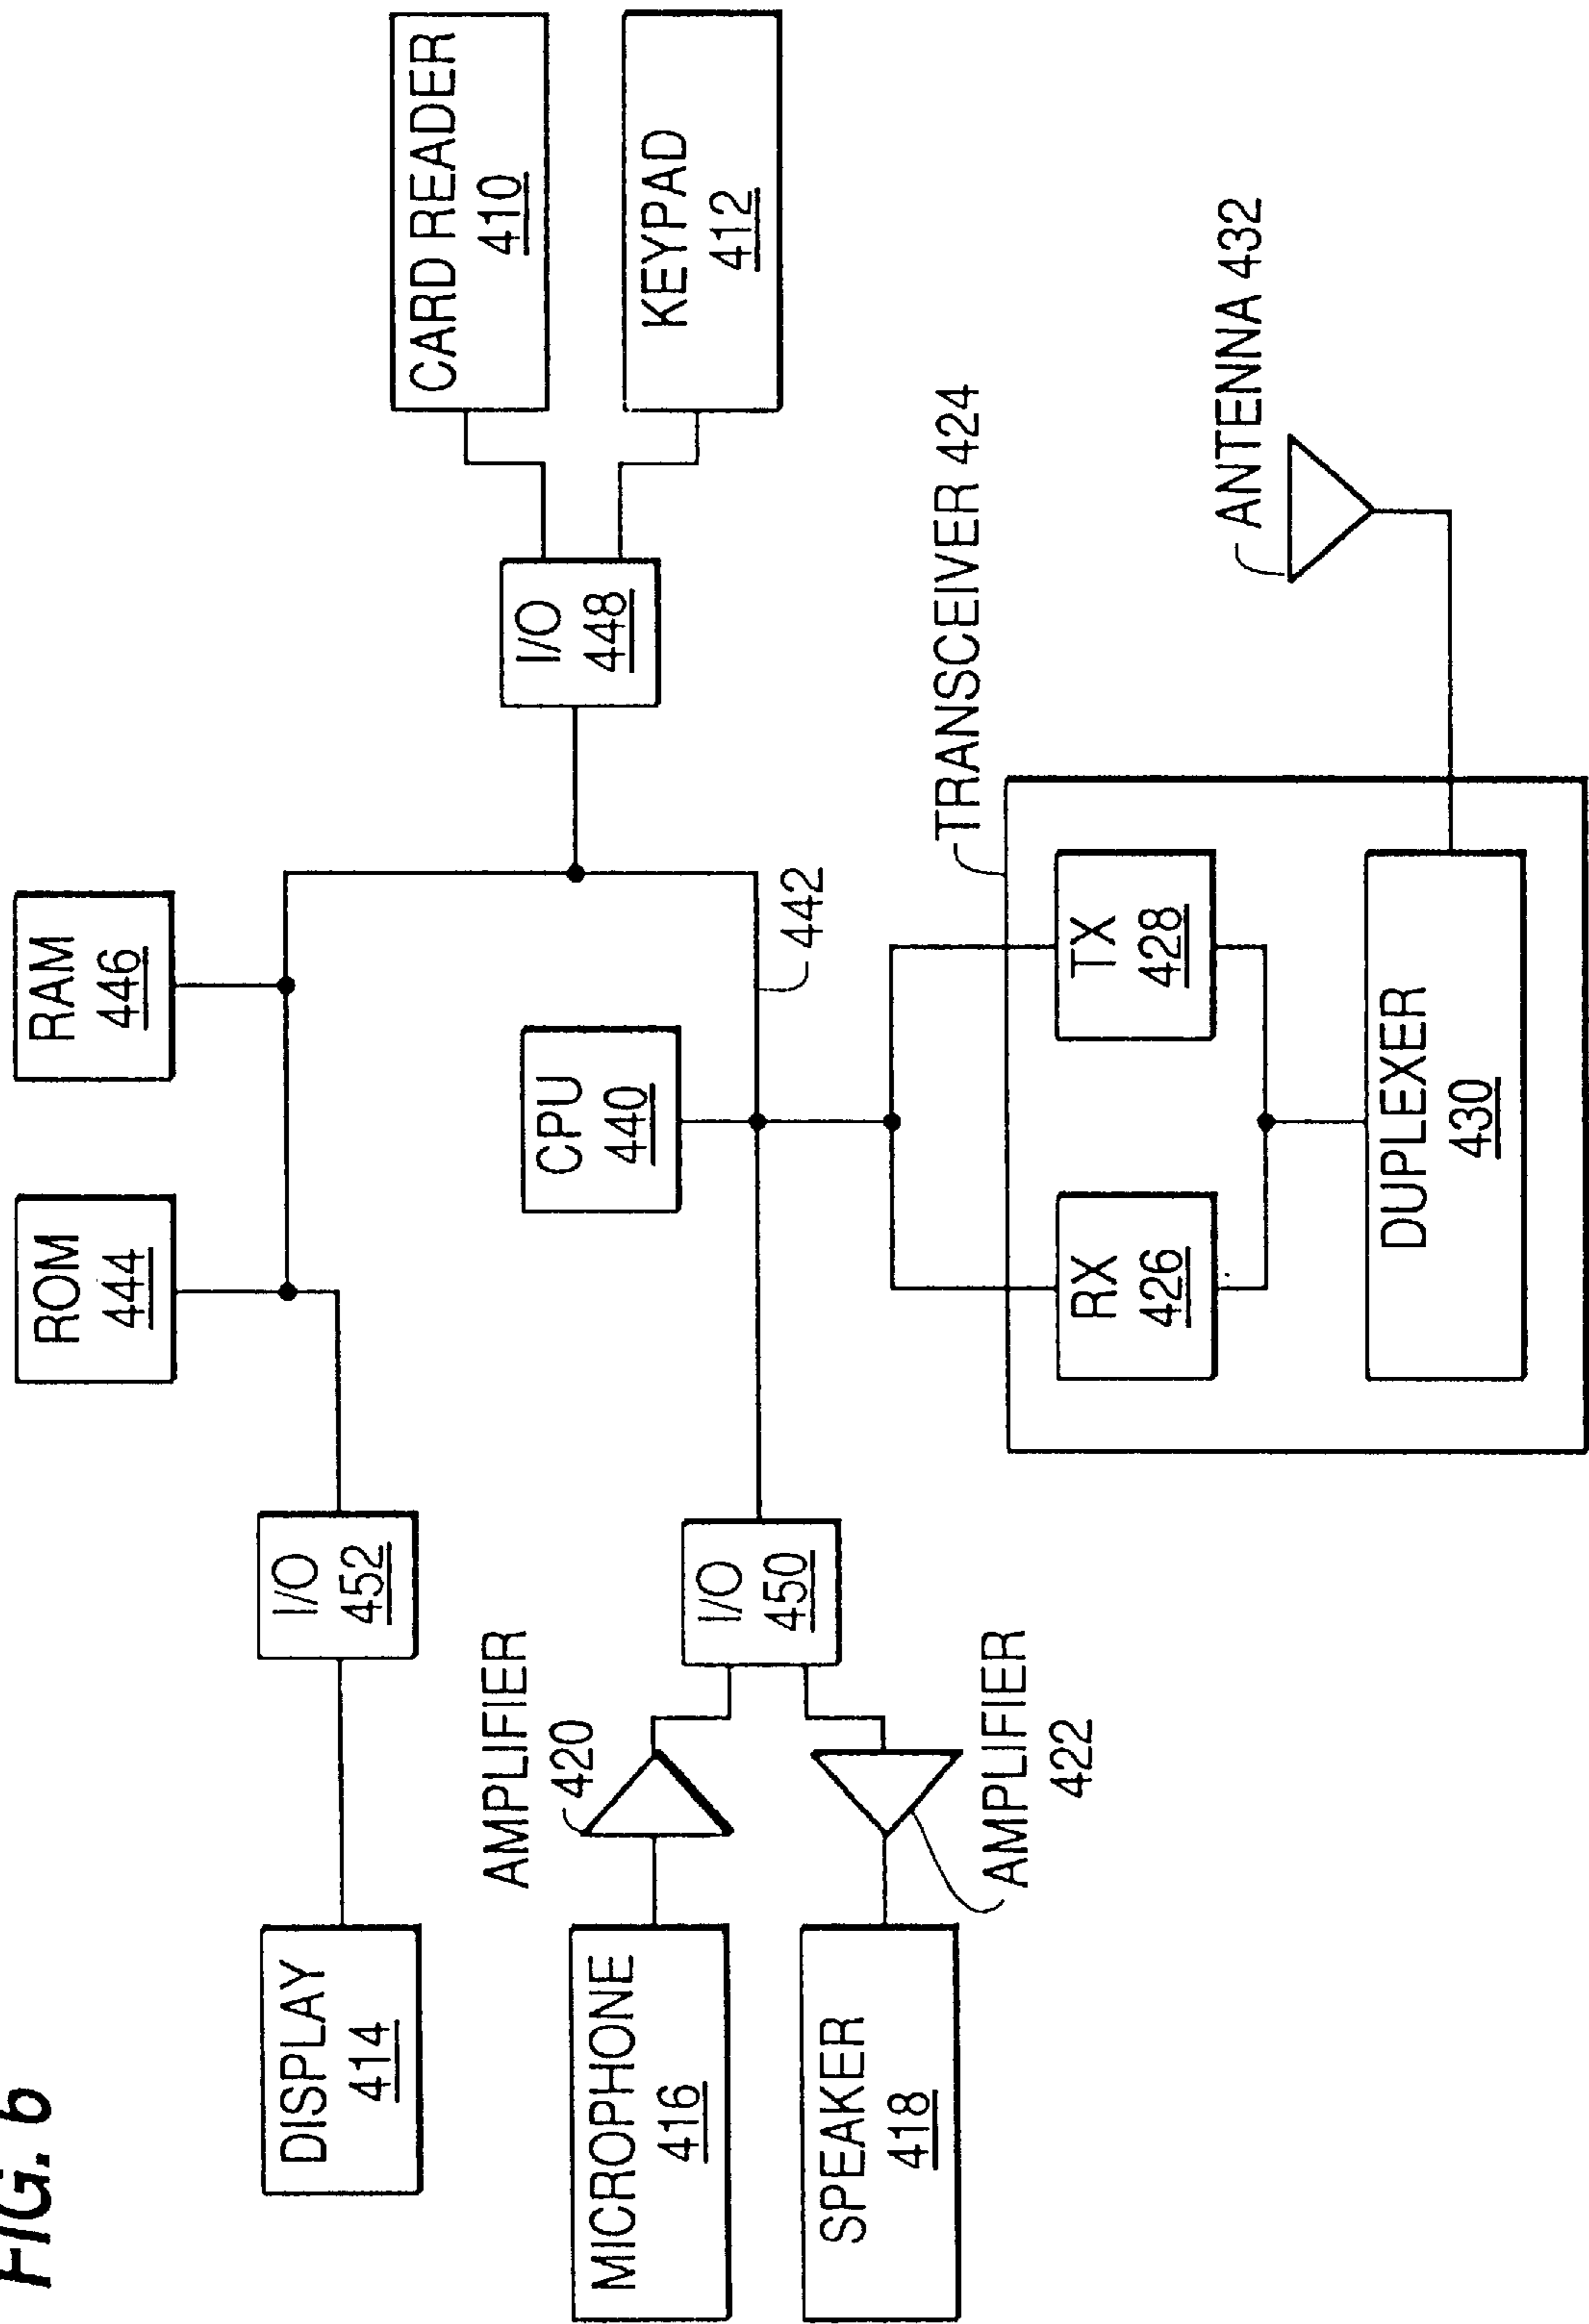 FIG. 6
ROM
444
RAM
446
DISPLAY
414
I/O
452
CARD READER
410
AMPLIFIER
420
CPU
440
I/O
448
MICROPHONE
416
KEYPAD
412
I/O
450
442
SPEAKER
418
AMPLIFIER
422
TRANSCEIVER 424
RX
426
TX
428
ANTENNA 432
DUPLEXER
430